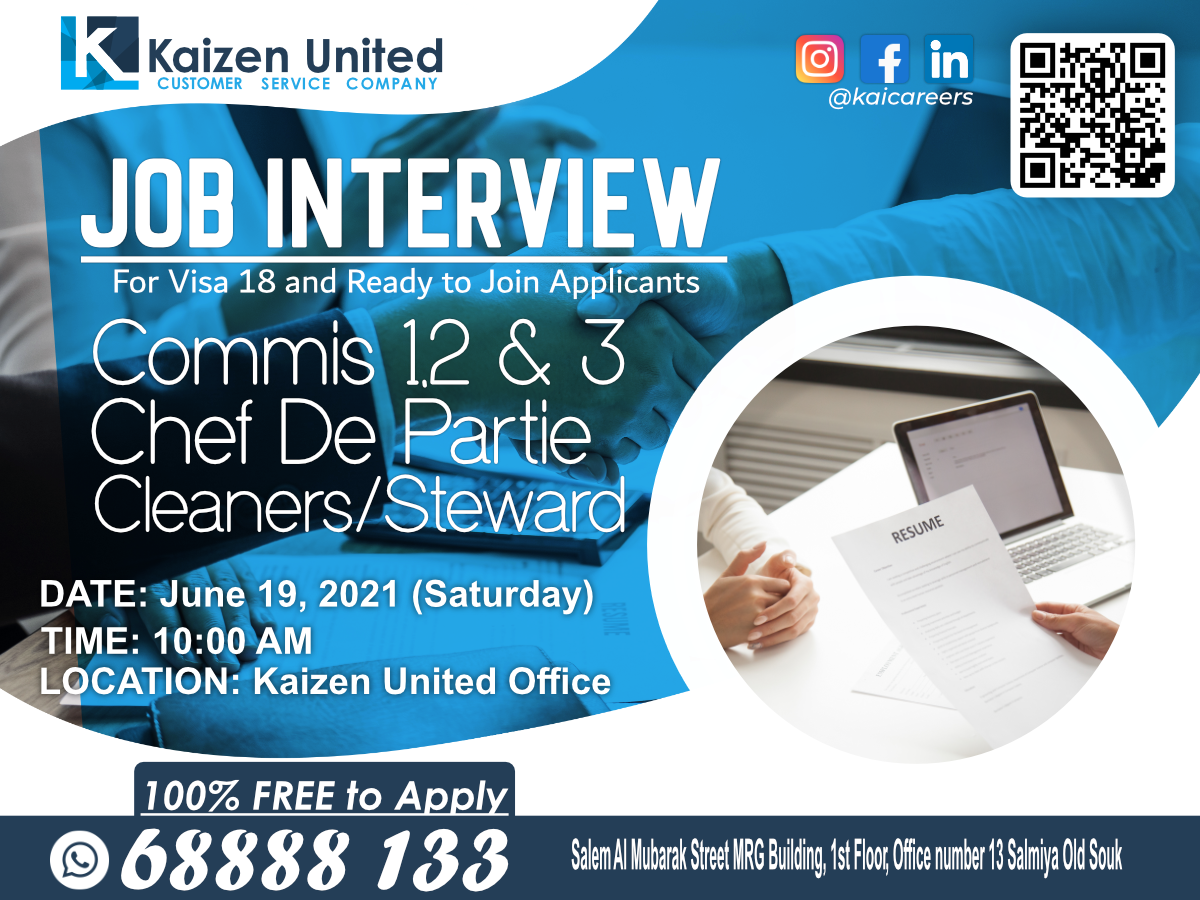 K Kaizen United
CUSTOMER SERVICE COMPANY
@kaicareers
JOB INTERVIEW
For Visa 18 and Ready to Join Applicants
Commis 1,2 & 3
Chef De Partie
Cleaners/Steward
DATE: June 19, 2021 (Saturday)
TIME: 10:00 AM
LOCATION: Kaizen United Office
RESUME
RESUME
100% FREE to Apply
68888 133
Salem Al Mubarak Street MRG Building, 1st Floor, Office number 13 Salmiya Old Souk